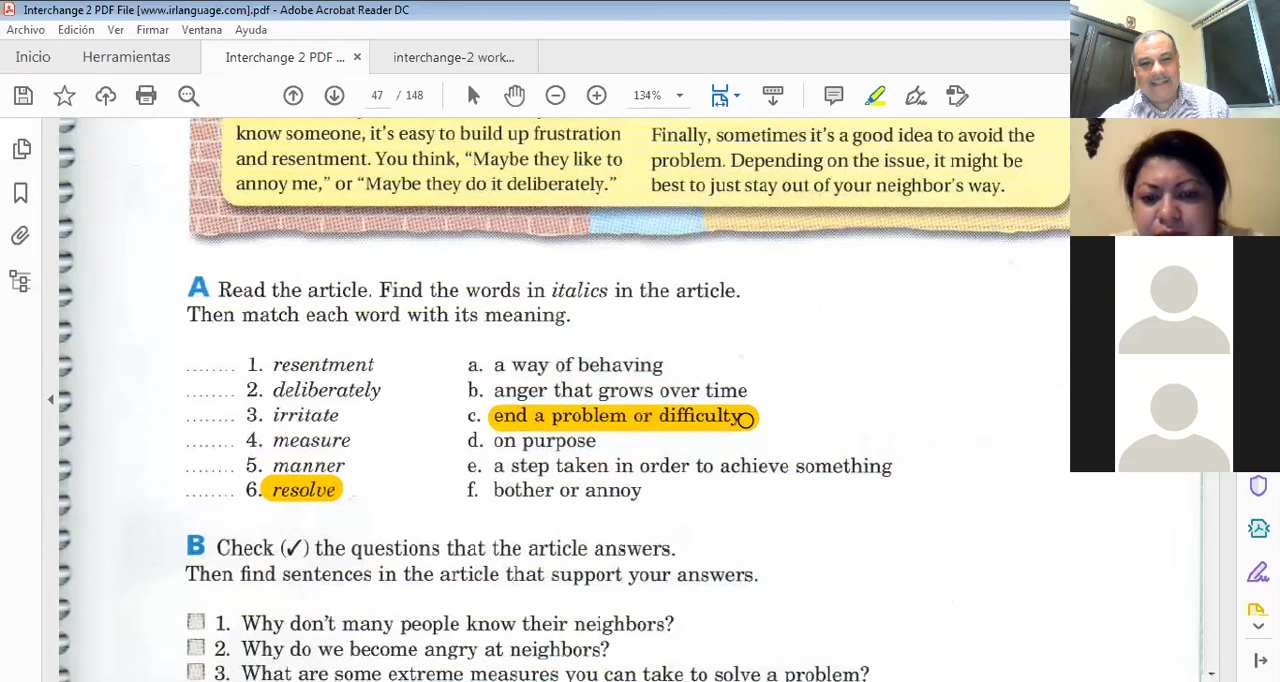 Interchange 2 PDF File [www.irlanguage.com].pdf - Adobe Acrobat Reader DC
Archivo Edición Ver Firmar Ventana Ayuda
Inicio Herramientas Interchange 2 PDF ... × interchange-2 work...
47 / 148 134%
know someone, it's easy to build up frustration
and resentment. You think, "Maybe they like to
annoy me," or "Maybe they do it deliberately."
Finally, sometimes it's a good idea to avoid the
problem. Depending on the issue, it might be
best to just stay out of your neighbor's way.
A Read the article. Find the words in italics in the article.
Then match each word with its meaning.
........ 1. resentment
........ 2. deliberately
........ 3. irritate
........ 4. measure
........ 5. manner
........ 6. resolve
a. a way of behaving
b. anger that grows over time
c. end a problem or difficulty
d. on purpose
e. a step taken in order to achieve something
f. bother or annoy
B Check (✓) the questions that the article answers.
Then find sentences in the article that support your answers.
1. Why don't many people know their neighbors?
2. Why do we become angry at neighbors?
3. What are some extreme measures you can take to solve a problem?